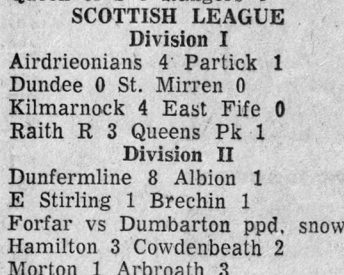 SCOTTISH LEAGUE
Division I
Airdrieonians 4 Partick 1
Dundee 0 St. Mirren 0
Kilmarnock 4 East Fife 0
Raith R 3 Queens Pk 1
Division II
Dunfermline 8 Albion 1
E Stirling 1 Brechin 1
Forfar vs Dumbarton ppd, snow
Hamilton 3 Cowdenbeath 2
Morton 1 Arbroath 3